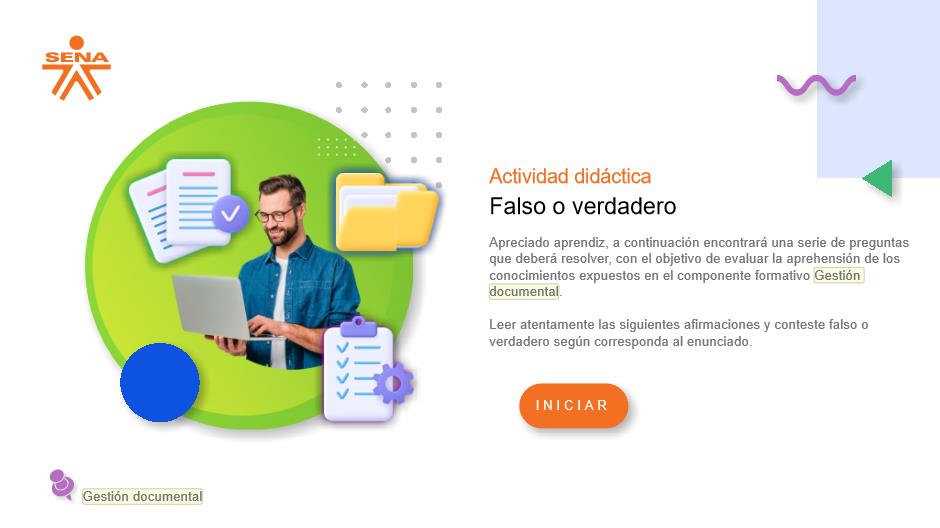 SENA
Actividad didáctica
Falso o verdadero
Apreciado aprendiz, a continuación encontrará una serie de preguntas
que deberá resolver, con el objetivo de evaluar la aprehensión de los
conocimientos expuestos en el componente formativo Gestión
documental.
Leer atentamente las siguientes afirmaciones y conteste falso o
verdadero según corresponda al enunciado.
INICIAR
Gestión documental